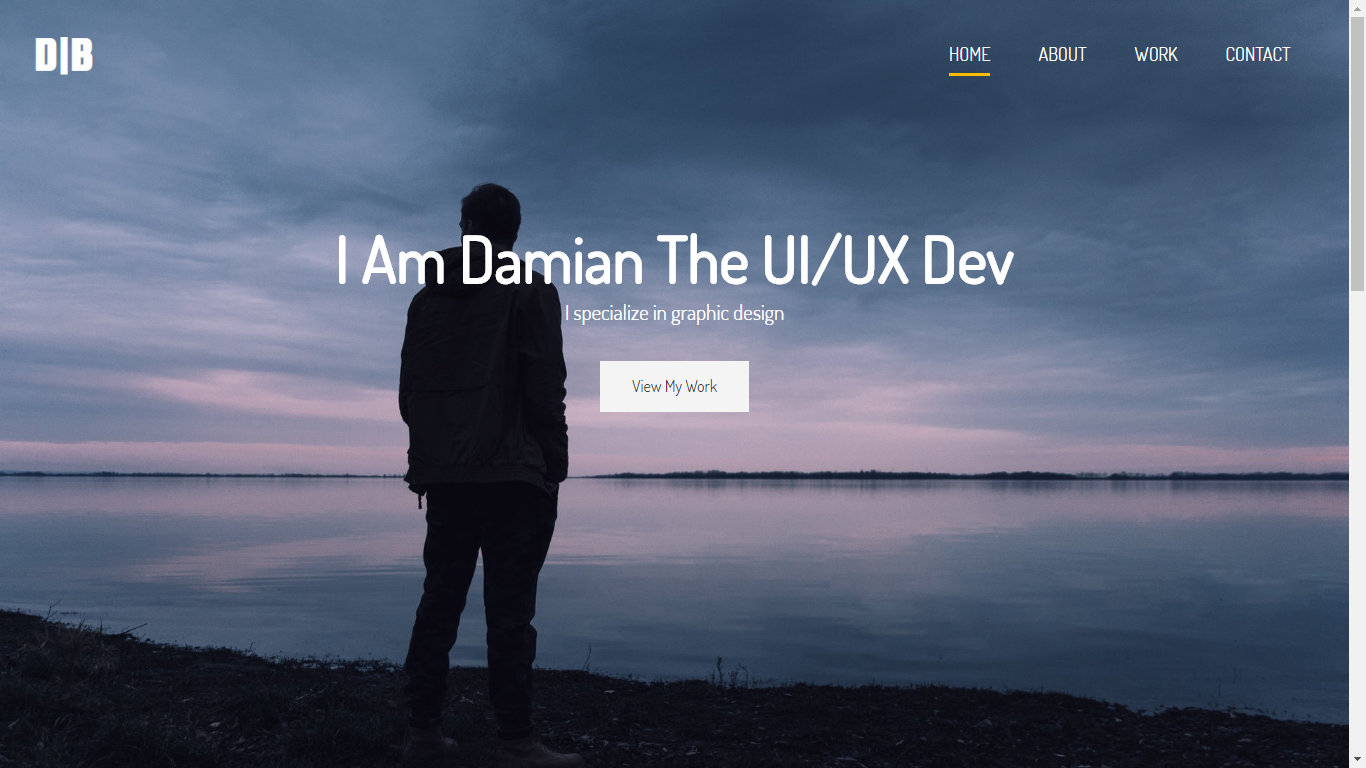 D|B
HOME
ABOUT
WORK
CONTACT
I Am Damian The UI/UX Dev
I specialize in graphic design
View My Work